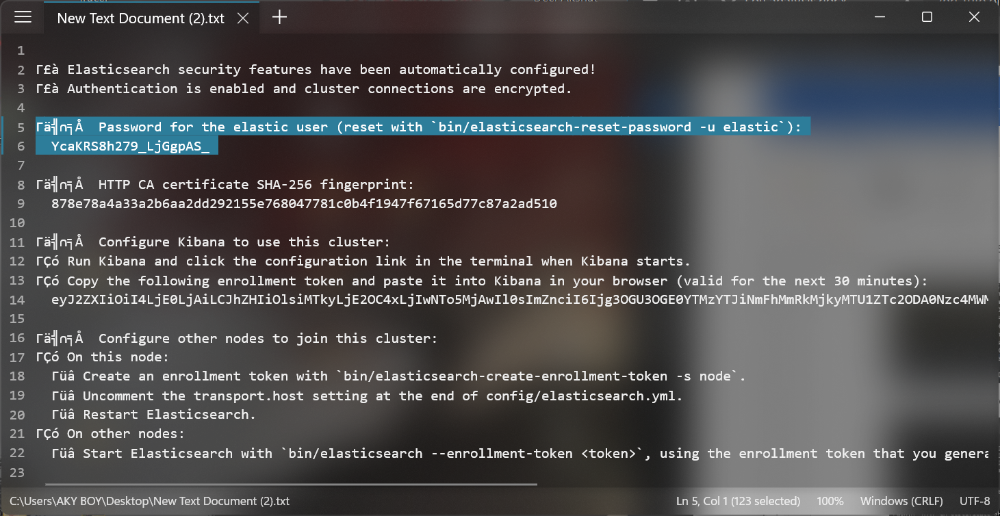 New Text Document (2).txt
1
2 Γ£à Elasticsearch security features have been automatically configured!
3 Γ£à Authentication is enabled and cluster connections are encrypted.
4
5 Γä╣∩╕Å  Password for the elastic user (reset with `bin/elasticsearch-reset-password -u elastic`):
6   YcaKRS8h279_LjGgpAS_
7
8 Γä╣∩╕Å  HTTP CA certificate SHA-256 fingerprint:
9   878e78a4a33a2b6aa2dd292155e768047781c0b4f1947f67165d77c87a2ad510
10
11 Γä╣∩╕Å  Configure Kibana to use this cluster:
12 ΓÇó Run Kibana and click the configuration link in the terminal when Kibana starts.
13 ΓÇó Copy the following enrollment token and paste it into Kibana in your browser (valid for the next 30 minutes):
14   eyJ2ZXIiOiI4LjE0LjAiLCJhZHIiOlsiMTkyLjE2OC4xLjIwNTo5MjAwIl0sImZnciI6Ijg3OGU3OGE0YTMzYTJiNmFhMmRkMjkyMTU1ZTc2ODA0Nzc4MWM
15
16 Γä╣∩╕Å  Configure other nodes to join this cluster:
17 ΓÇó On this node:
18   Γüâ Create an enrollment token with `bin/elasticsearch-create-enrollment-token -s node`.
19   Γüâ Uncomment the transport.host setting at the end of config/elasticsearch.yml.
20   Γüâ Restart Elasticsearch.
21 ΓÇó On other nodes:
22   Γüâ Start Elasticsearch with `bin/elasticsearch --enrollment-token <token>`, using the enrollment token that you genera
23
C:\Users\AKY BOY\Desktop\New Text Document (2).txt
Ln 5, Col 1 (123 selected) 100% Windows (CRLF) UTF-8